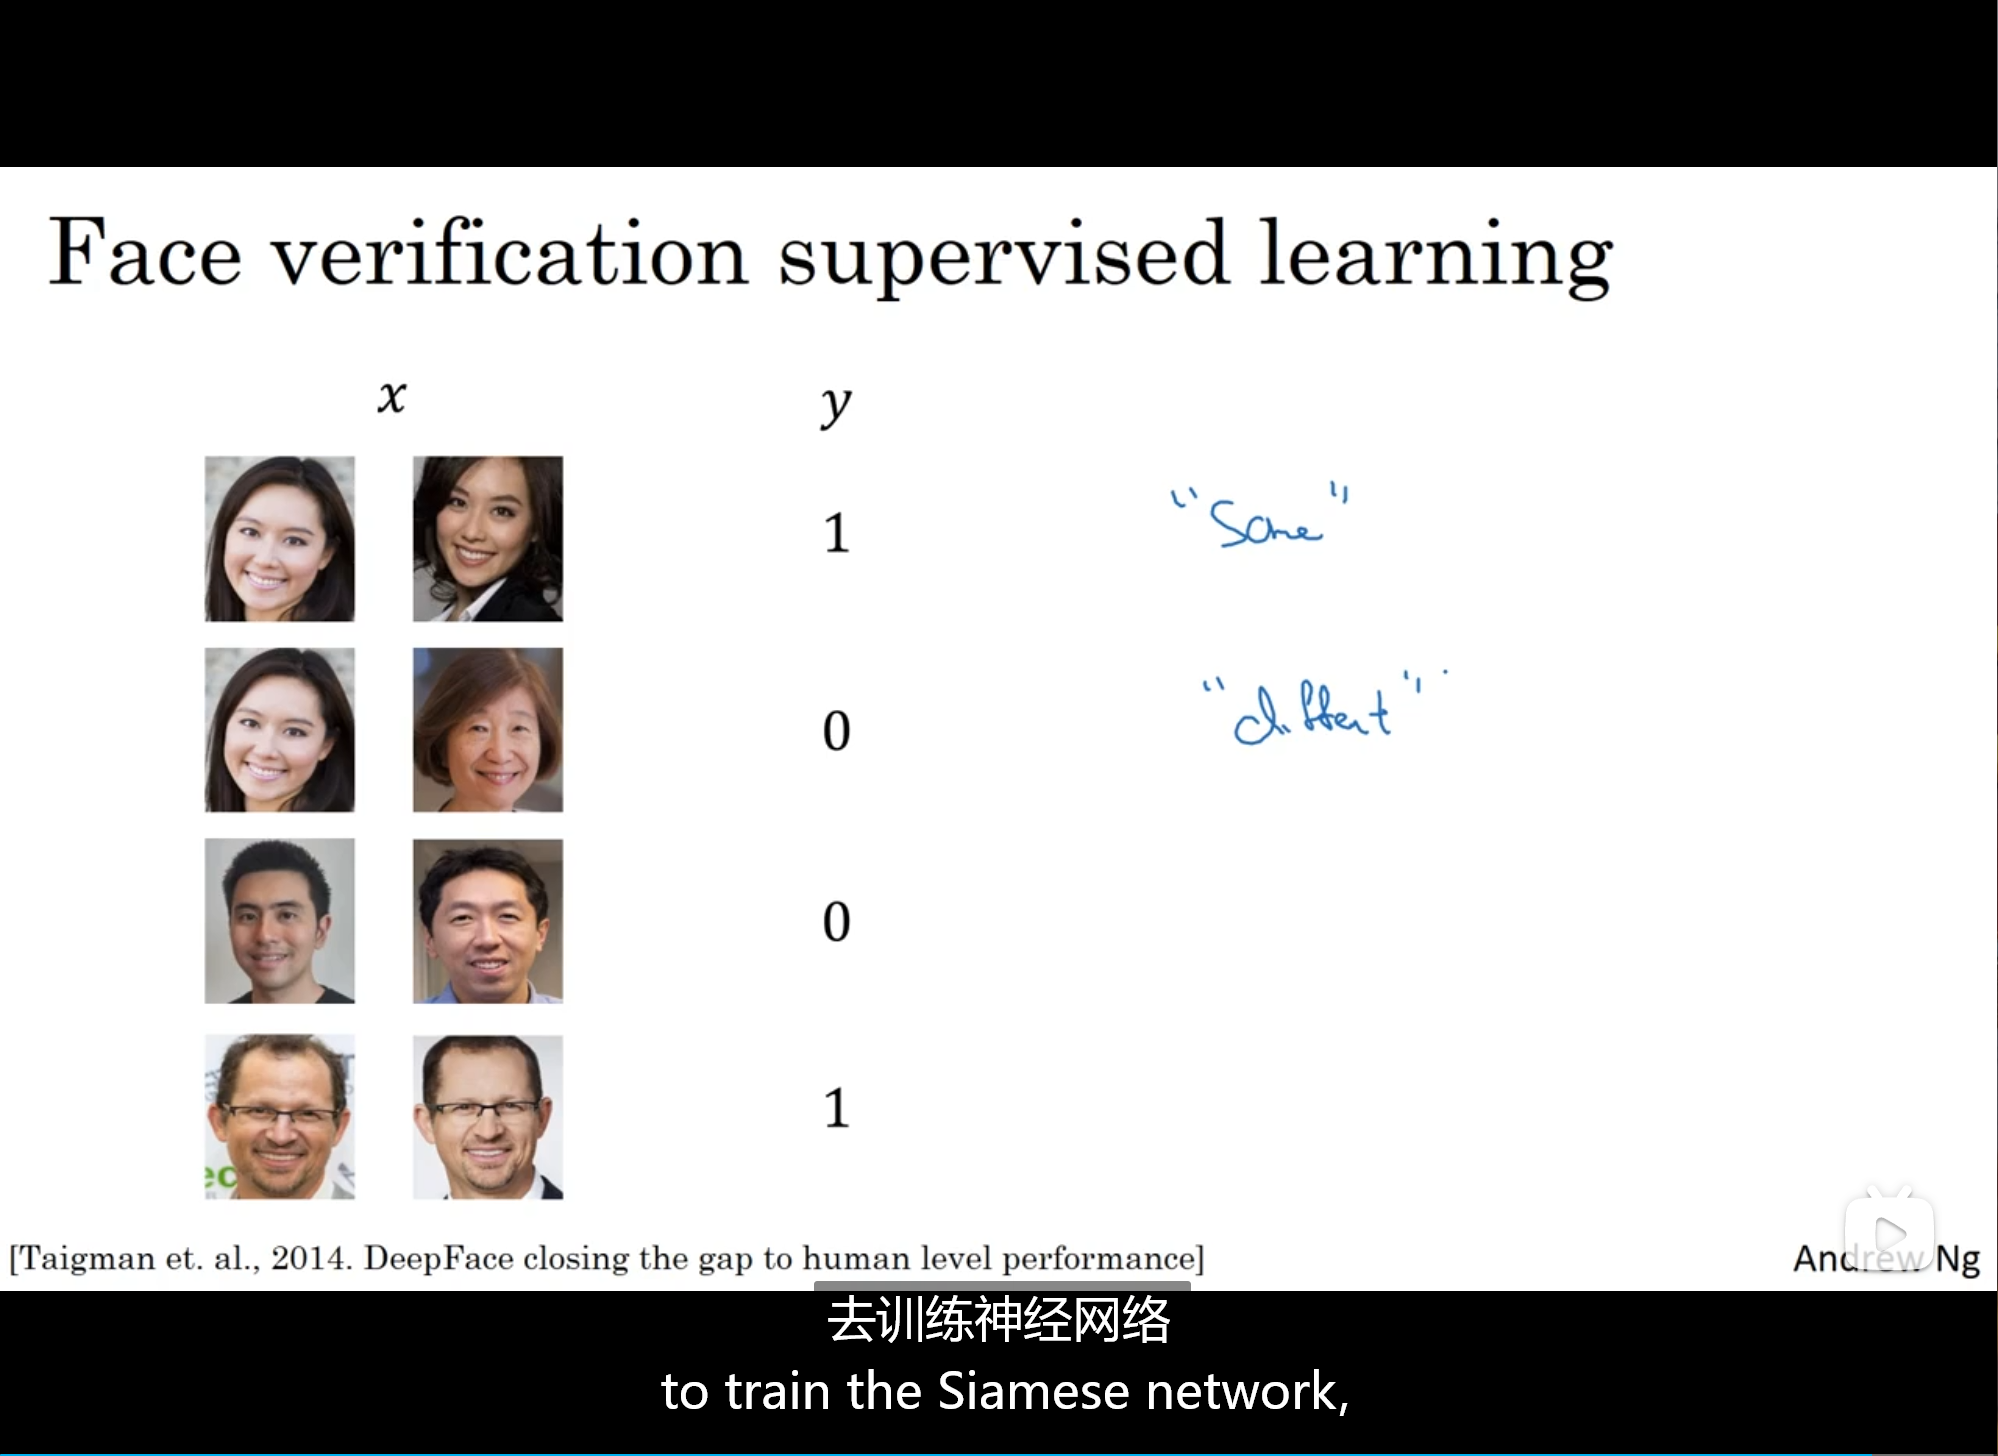 Face verification supervised learning
x y
1 "Same"
0 "different"
0
ec
1
[Taigman et. al., 2014. DeepFace closing the gap to human level performance]
Andrew Ng
去训练神经网络
to train the Siamese network,